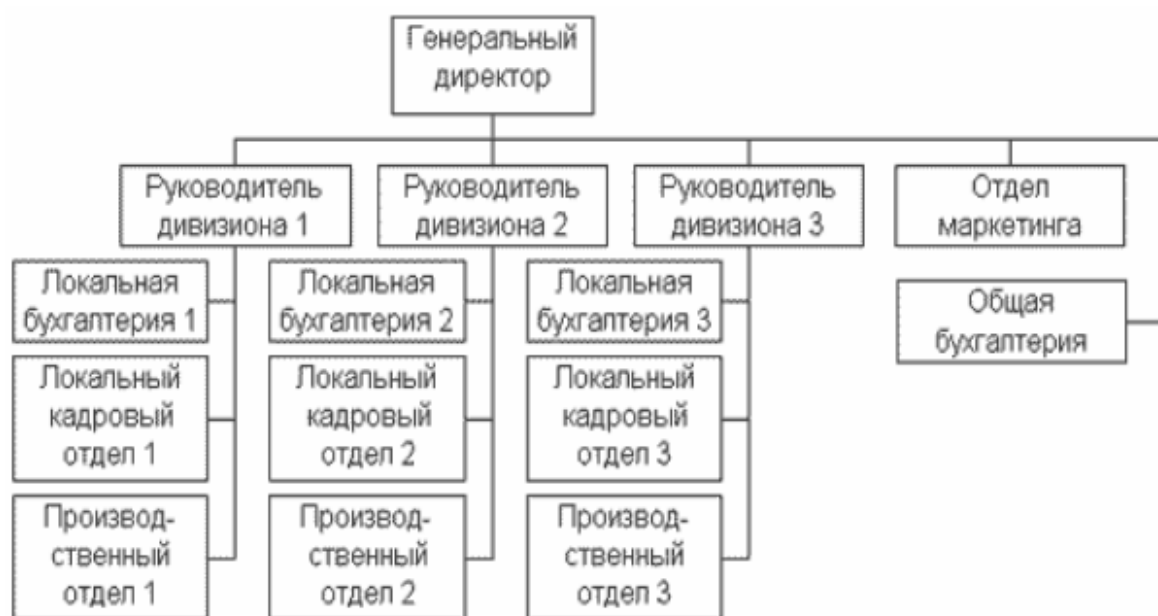 Генеральный
директор
Руководитель
дивизиона 1
Руководитель
дивизиона 2
Руководитель
дивизиона 3
Отдел
маркетинга
Локальная
бухгалтерия 1
Локальная
бухгалтерия 2
Локальная
бухгалтерия 3
Общая
бухгалтерия
Локальный
кадровый
отдел 1
Локальный
кадровый
отдел 2
Локальный
кадровый
отдел 3
Производ-
ственный
отдел 1
Производ-
ственный
отдел 2
Производ-
ственный
отдел 3